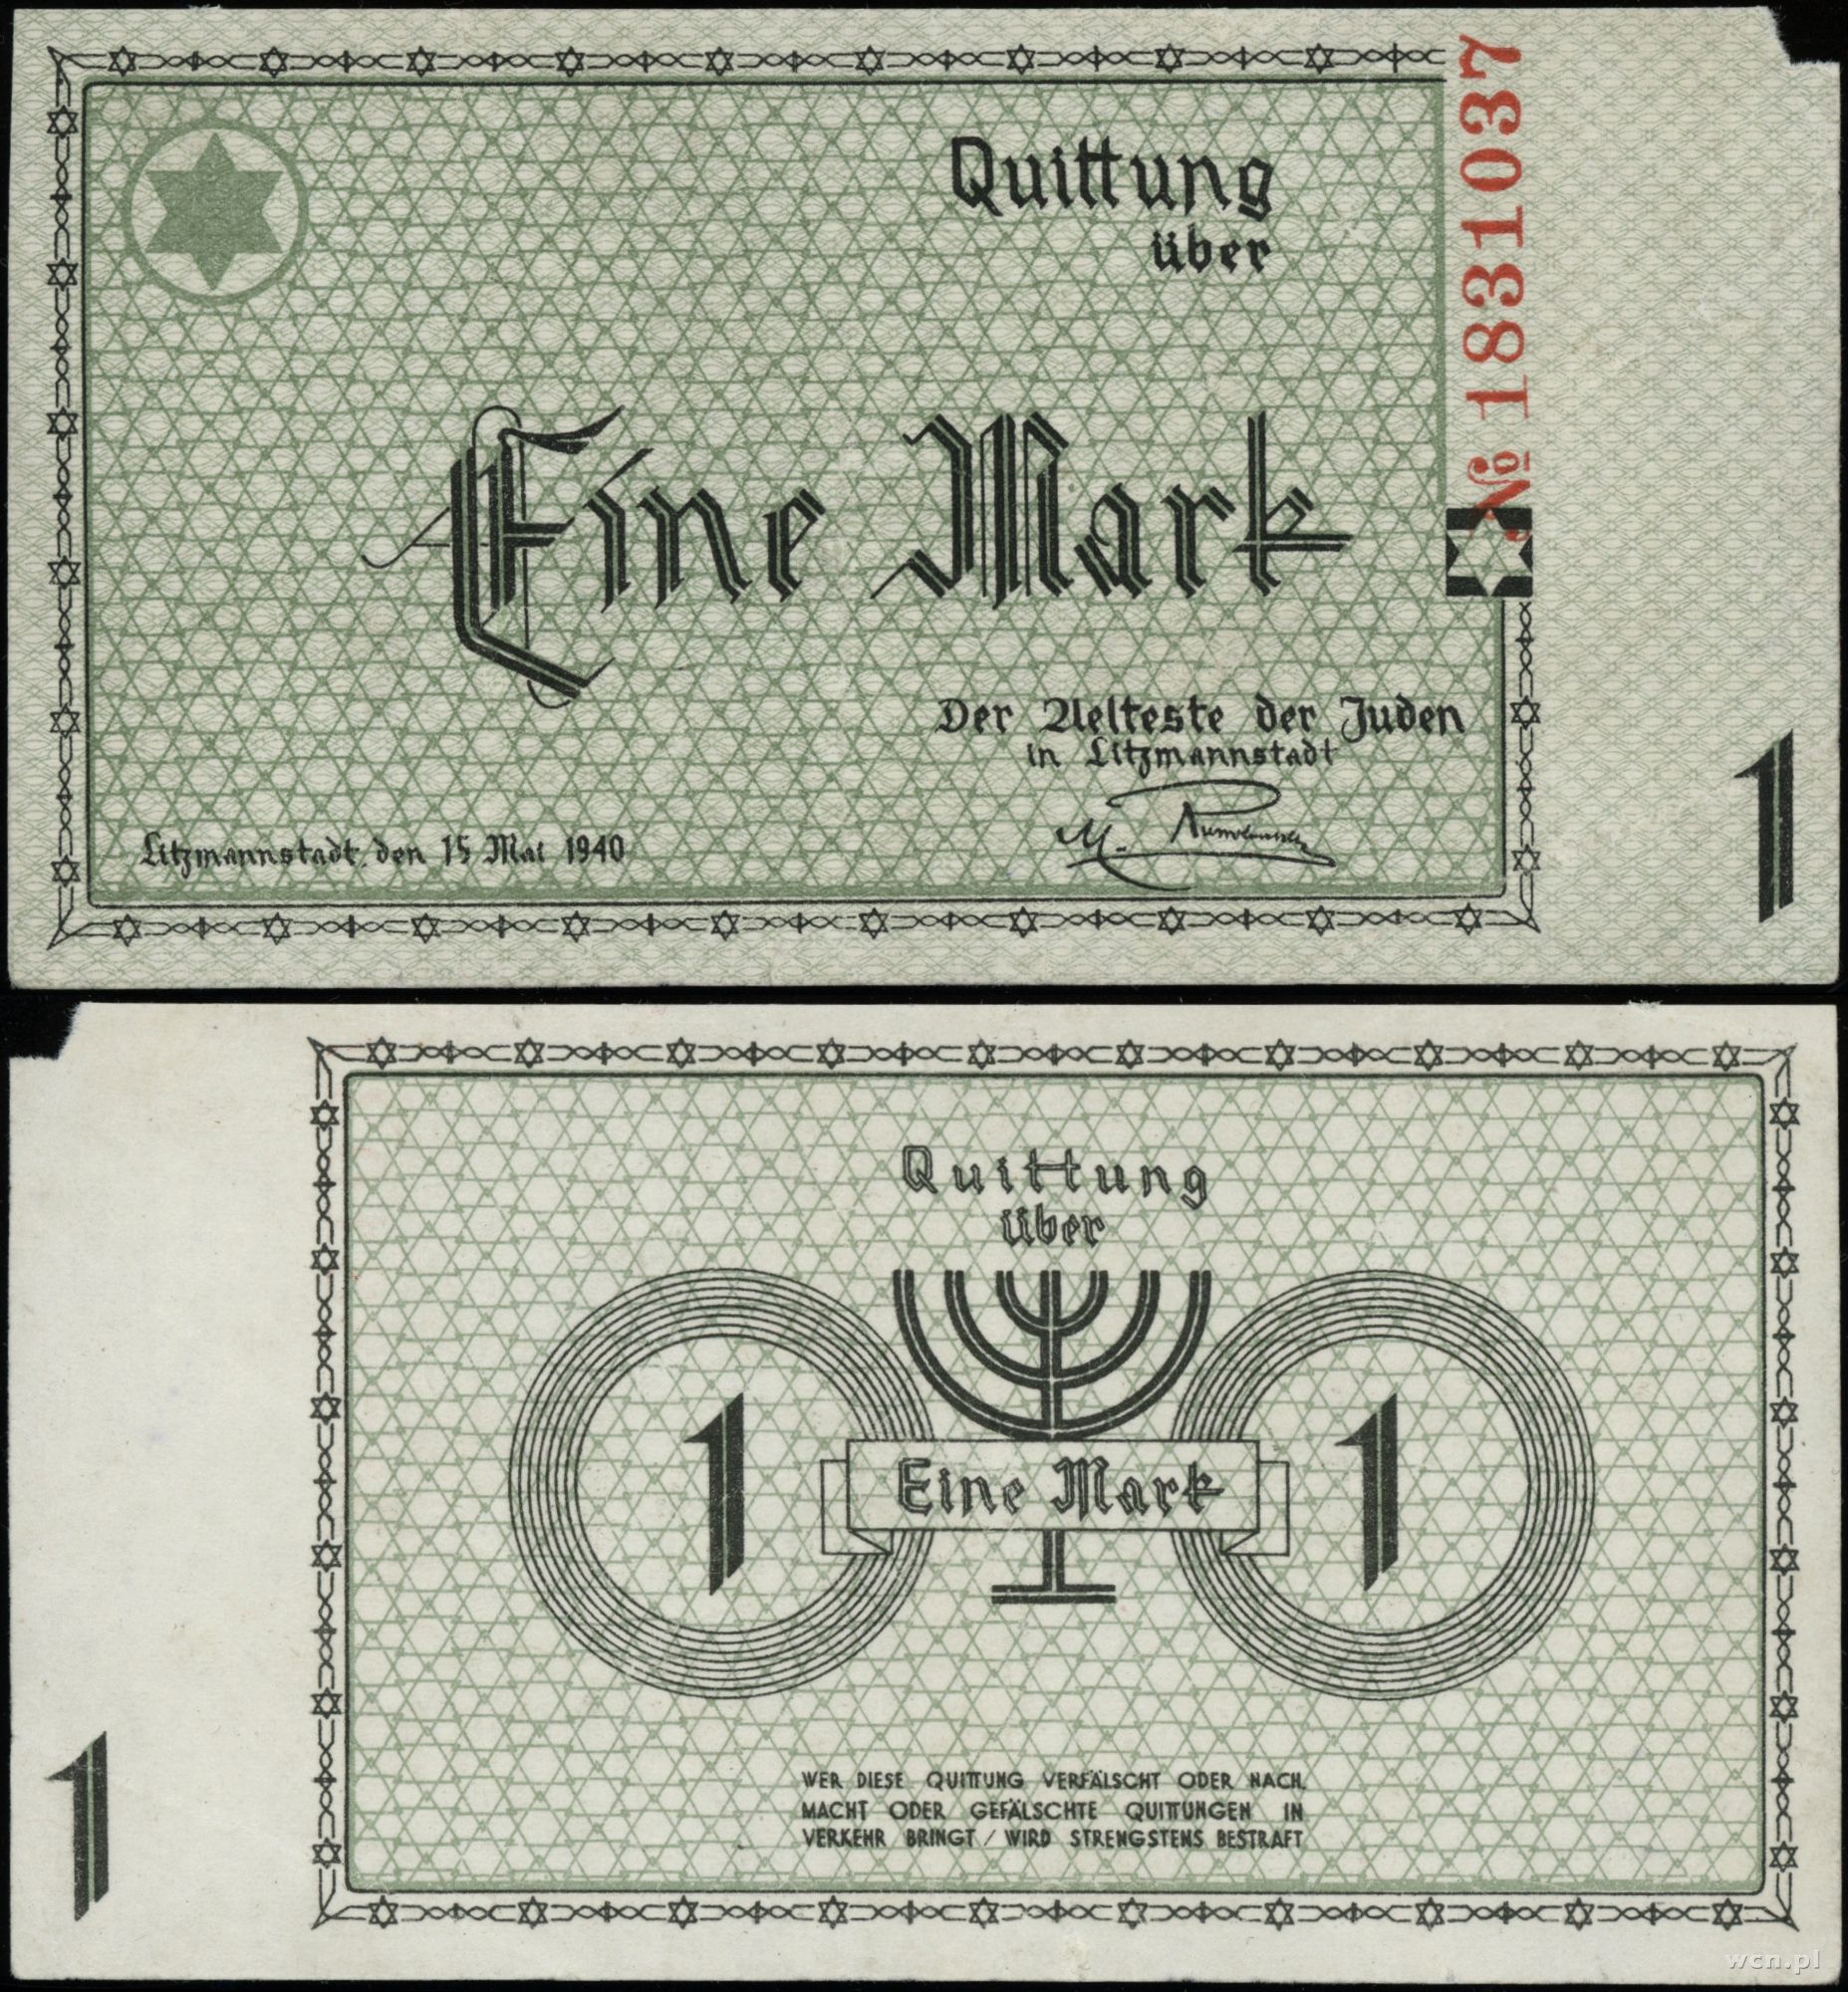 Quittung
über
Eine Mark
Der Aelteste der Juden
in Litzmannstadt
Litzmannstadt, den 15 Mai 1940
№ 1831037
1
Quittung
über
1
Eine Mark
1
WER DIESE QUITTUNG VERFÄLSCHT ODER NACH.
MACHT ODER GEFÄLSCHTE QUITTUNGEN IN
VERKEHR BRINGT / WIRD STRENGSTENS BESTRAFT
1
wcn.pl